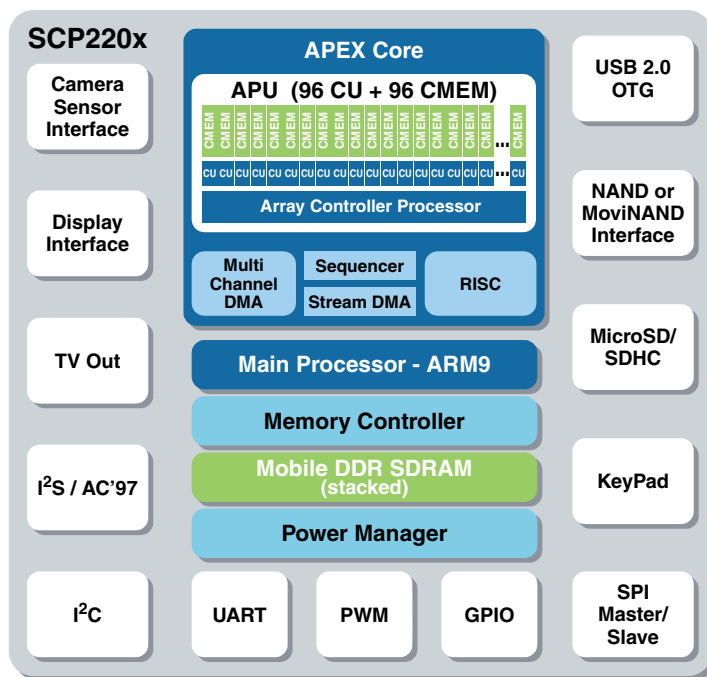 SCP220x
Camera
Sensor
Interface
Display
Interface
TV Out
I²S / AC'97
I²C
APEX Core
APU (96 CU + 96 CMEM)
CMEM CMEM CMEM CMEM CMEM CMEM CMEM CMEM CMEM CMEM CMEM CMEM CMEM CMEM CMEM CMEM CMEM CMEM ... CMEM
CU CU CU CU CU CU CU CU CU CU CU CU CU CU CU CU CU CU ... CU
Array Controller Processor
Multi
Channel
DMA
Sequencer
Stream DMA
RISC
Main Processor - ARM9
Memory Controller
Mobile DDR SDRAM
(stacked)
Power Manager
UART
PWM
GPIO
USB 2.0
OTG
NAND or
MoviNAND
Interface
MicroSD/
SDHC
KeyPad
SPI
Master/
Slave